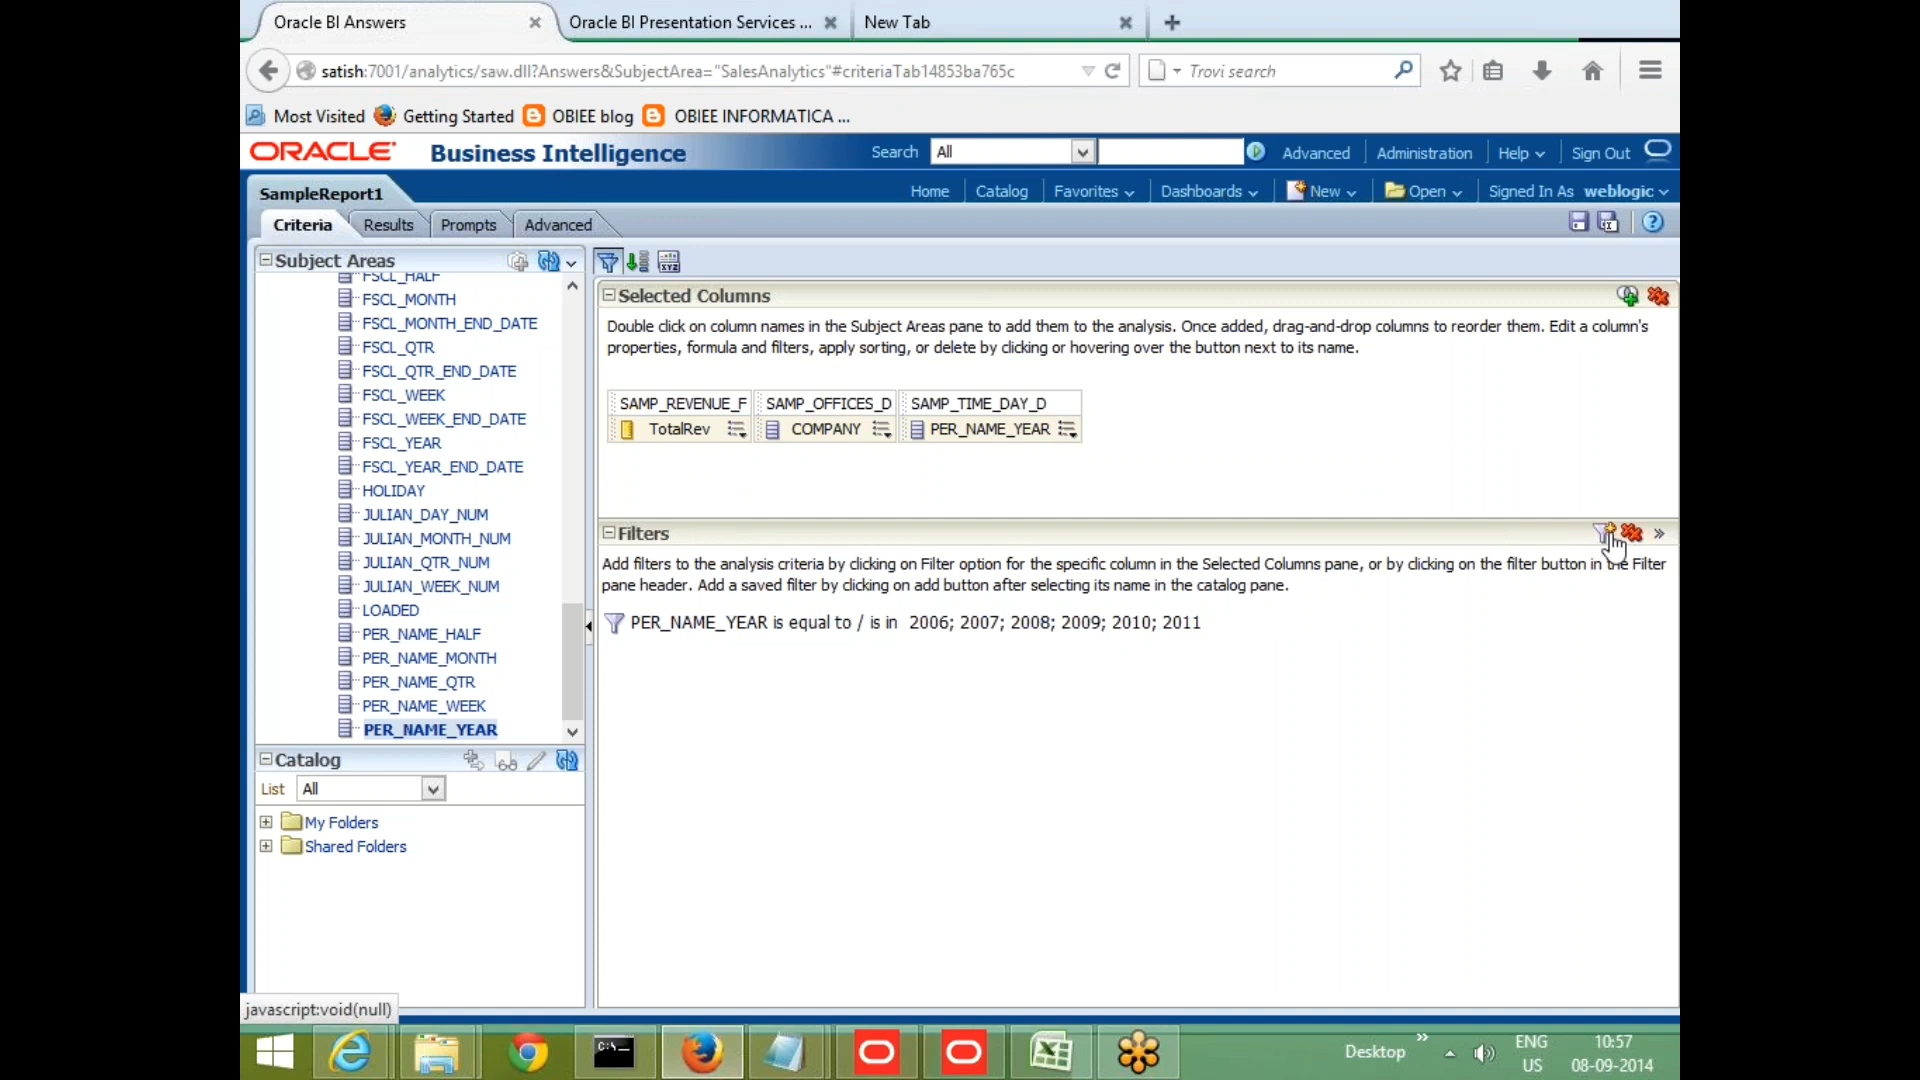 Oracle BI Answers
Oracle BI Presentation Services ...
New Tab
satish:7001/analytics/saw.dll?Answers&SubjectArea="SalesAnalytics"#criteriaTab14853ba765c
Trovi search
Most Visited
Getting Started
OBIEE blog
OBIEE INFORMATICA ...
ORACLE
Business Intelligence
Search
All
Advanced
Administration
Help
Sign Out
SampleReport1
Home
Catalog
Favorites
Dashboards
New
Open
Signed In As weblogic
Criteria
Results
Prompts
Advanced
Subject Areas
FSCL_HALF
FSCL_MONTH
FSCL_MONTH_END_DATE
FSCL_QTR
FSCL_QTR_END_DATE
FSCL_WEEK
FSCL_WEEK_END_DATE
FSCL_YEAR
FSCL_YEAR_END_DATE
HOLIDAY
JULIAN_DAY_NUM
JULIAN_MONTH_NUM
JULIAN_QTR_NUM
JULIAN_WEEK_NUM
LOADED
PER_NAME_HALF
PER_NAME_MONTH
PER_NAME_QTR
PER_NAME_WEEK
PER_NAME_YEAR
Catalog
List
All
My Folders
Shared Folders
Selected Columns
Double click on column names in the Subject Areas pane to add them to the analysis. Once added, drag-and-drop columns to reorder them. Edit a column's
properties, formula and filters, apply sorting, or delete by clicking or hovering over the button next to its name.
SAMP_REVENUE_F
SAMP_OFFICES_D
SAMP_TIME_DAY_D
TotalRev
COMPANY
PER_NAME_YEAR
Filters
Add filters to the analysis criteria by clicking on Filter option for the specific column in the Selected Columns pane, or by clicking on the filter button in the Filter
pane header. Add a saved filter by clicking on add button after selecting its name in the catalog pane.
PER_NAME_YEAR is equal to / is in 2006; 2007; 2008; 2009; 2010; 2011
javascript:void(null)
C:\_
Desktop
ENG
US
10:57
08-09-2014